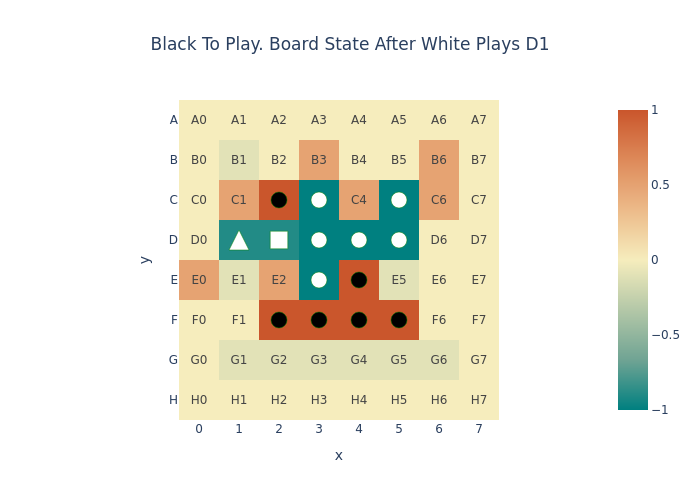 Black To Play. Board State After White Plays D1
A A0 A1 A2 A3 A4 A5 A6 A7 1
B B0 B1 B2 B3 B4 B5 B6 B7
C C0 C1 C4 C6 C7 0.5
D D0 D6 D7
y 0
E E0 E1 E2 E5 E6 E7
F F0 F1 F6 F7 −0.5
G G0 G1 G2 G3 G4 G5 G6 G7
H H0 H1 H2 H3 H4 H5 H6 H7 −1
0 1 2 3 4 5 6 7
x